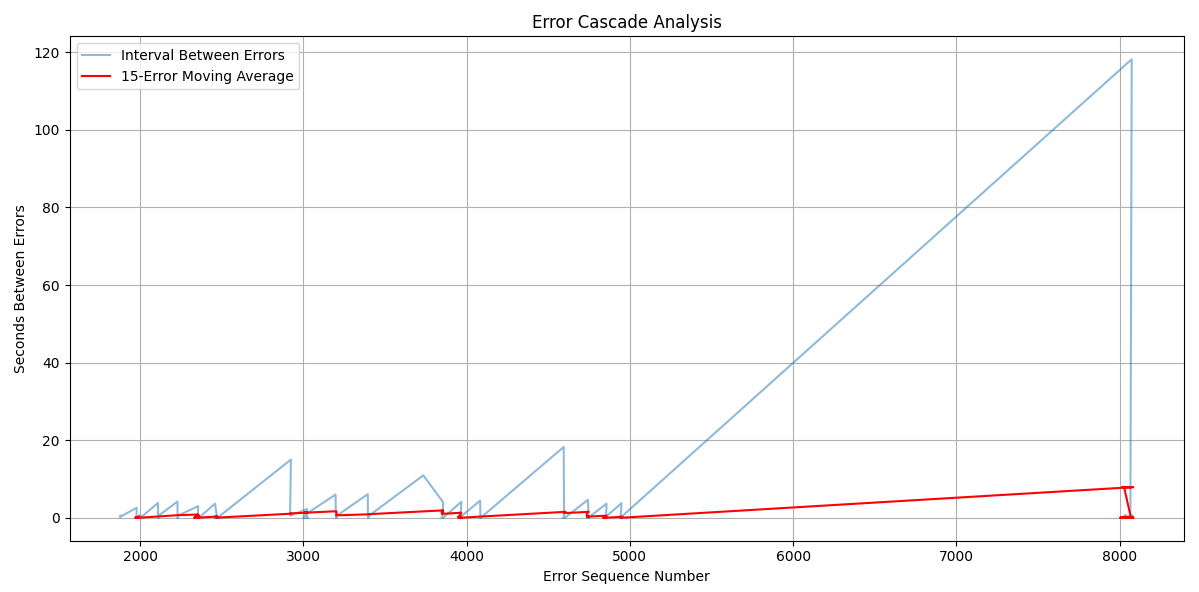 Error Cascade Analysis
Interval Between Errors
15-Error Moving Average
Seconds Between Errors
120
100
80
60
40
20
0
2000 3000 4000 5000 6000 7000 8000
Error Sequence Number